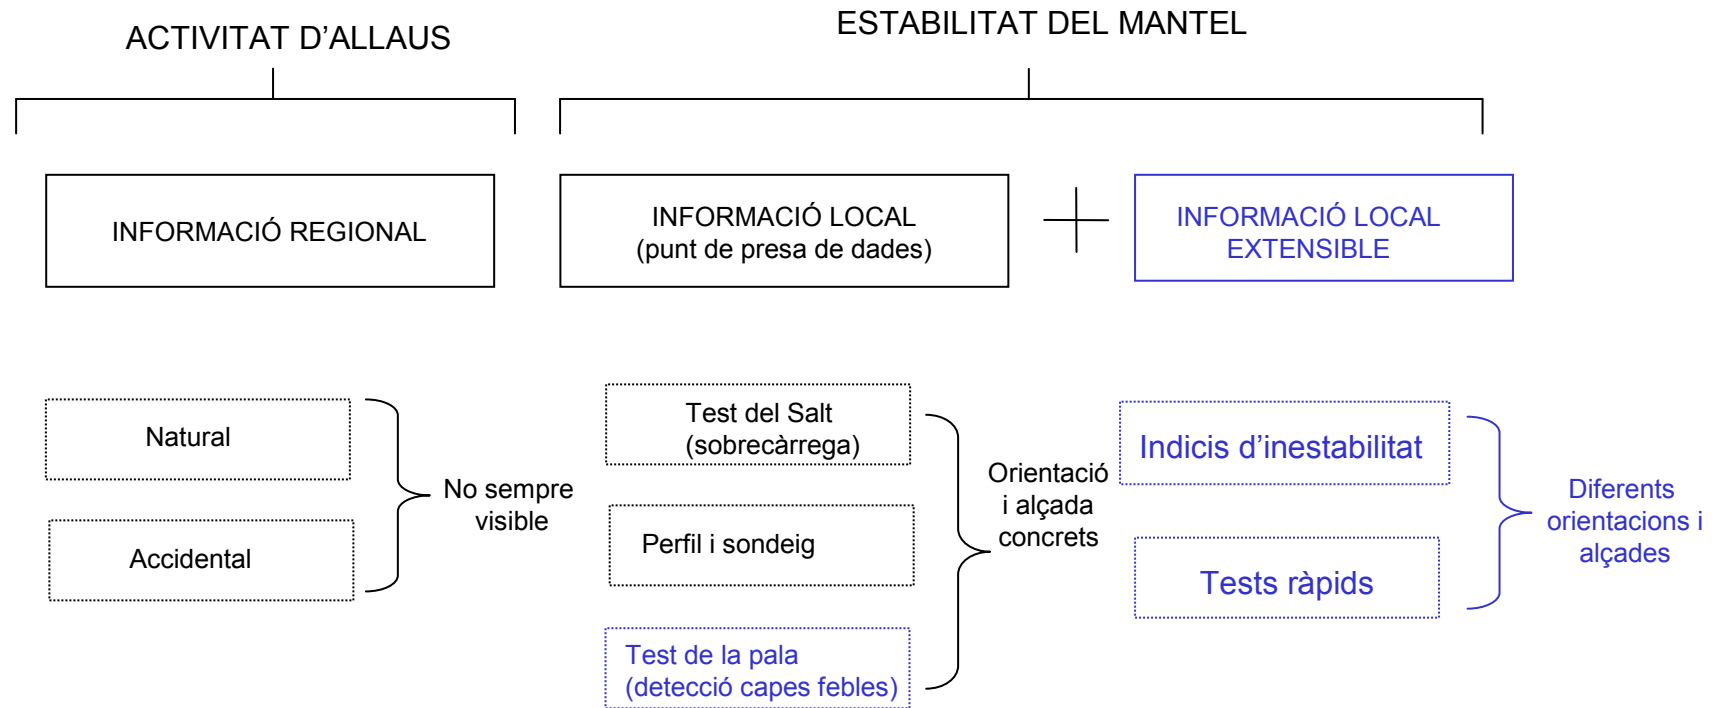 ACTIVITAT D’ALLAUS
ESTABILITAT DEL MANTEL
INFORMACIÓ REGIONAL
INFORMACIÓ LOCAL
(punt de presa de dades)
INFORMACIÓ LOCAL
EXTENSIBLE
Natural
Accidental
No sempre
visible
Test del Salt
(sobrecàrrega)
Perfil i sondeig
Test de la pala
(detecció capes febles)
Orientació
i alçada
concrets
Indicis d’inestabilitat
Tests ràpids
Diferents
orientacions i
alçades